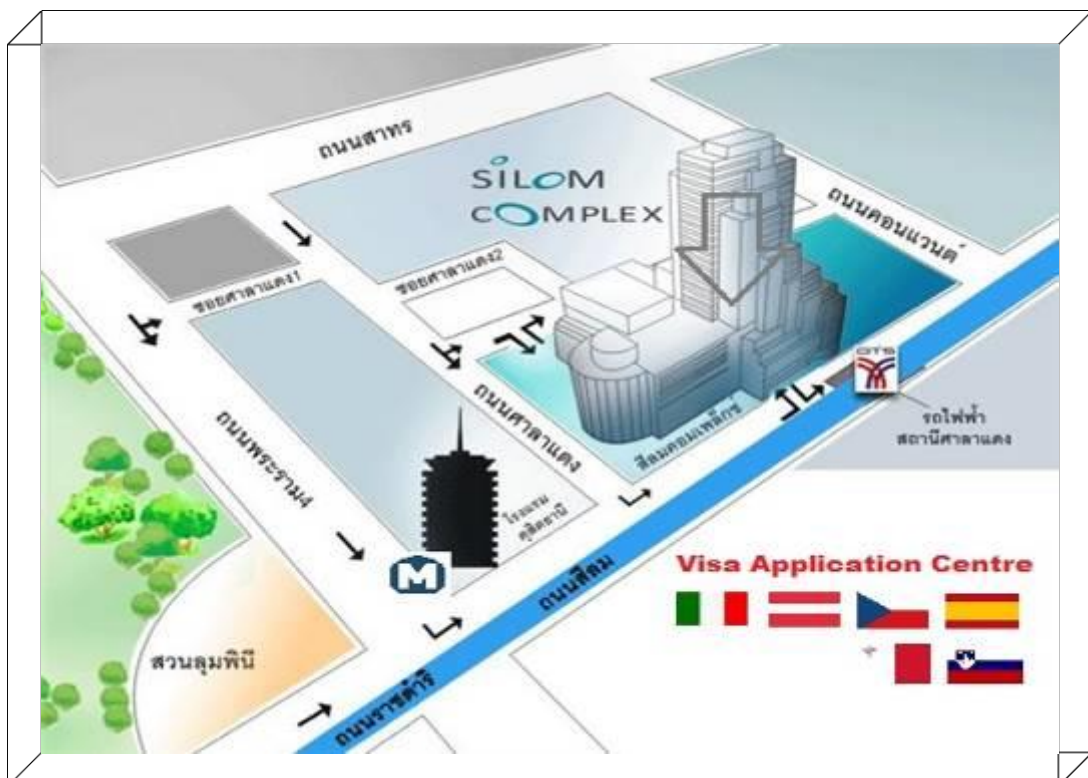 ถนนสาทร
SILOM
COMPLEX
ถนนคอนแวนต์
ซอยศาลาแดง1
ซอยศาลาแดง2
BTS
รถไฟฟ้า
สถานีศาลาแดง
สีลมคอมเพล็กซ์
ถนนศาลาแดง
ถนนพระราม4
โรงแรม
ดุสิตธานี
M
ถนนสีลม
Visa Application Centre
สวนลุมพินี
ถนนราชดำริ